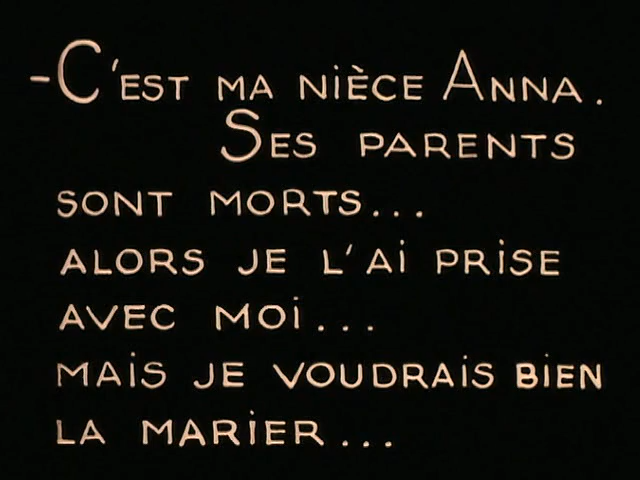 -C'EST MA NIÈCE ANNA.
SES PARENTS
SONT MORTS...
ALORS JE L'Ai PRiSE
AVEC MOi...
MAiS JE VOUDRAiS BiEN
LA MARiER...